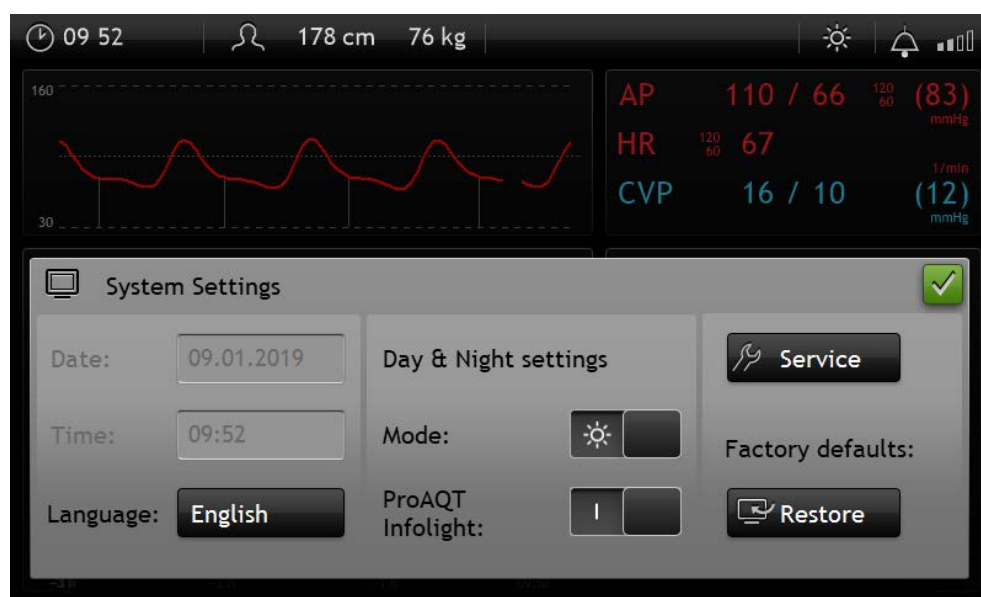 09 52 178 cm 76 kg
160
30
AP 110 / 66 120 60 (83) mmHg
HR 120 60 67 1/min
CVP 16 / 10 (12) mmHg
System Settings
Date: 09.01.2019
Time: 09:52
Language: English
Day & Night settings
Mode:
ProAQT
Infolight: I
Service
Factory defaults:
Restore